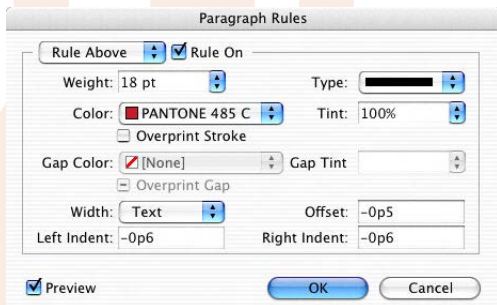 Paragraph Rules
Rule Above Rule On
Weight: 18 pt Type:
Color: PANTONE 485 C Tint: 100%
Overprint Stroke
Gap Color: [None] Gap Tint
Overprint Gap
Width: Text Offset: -0p5
Left Indent: -0p6 Right Indent: -0p6
Preview OK Cancel